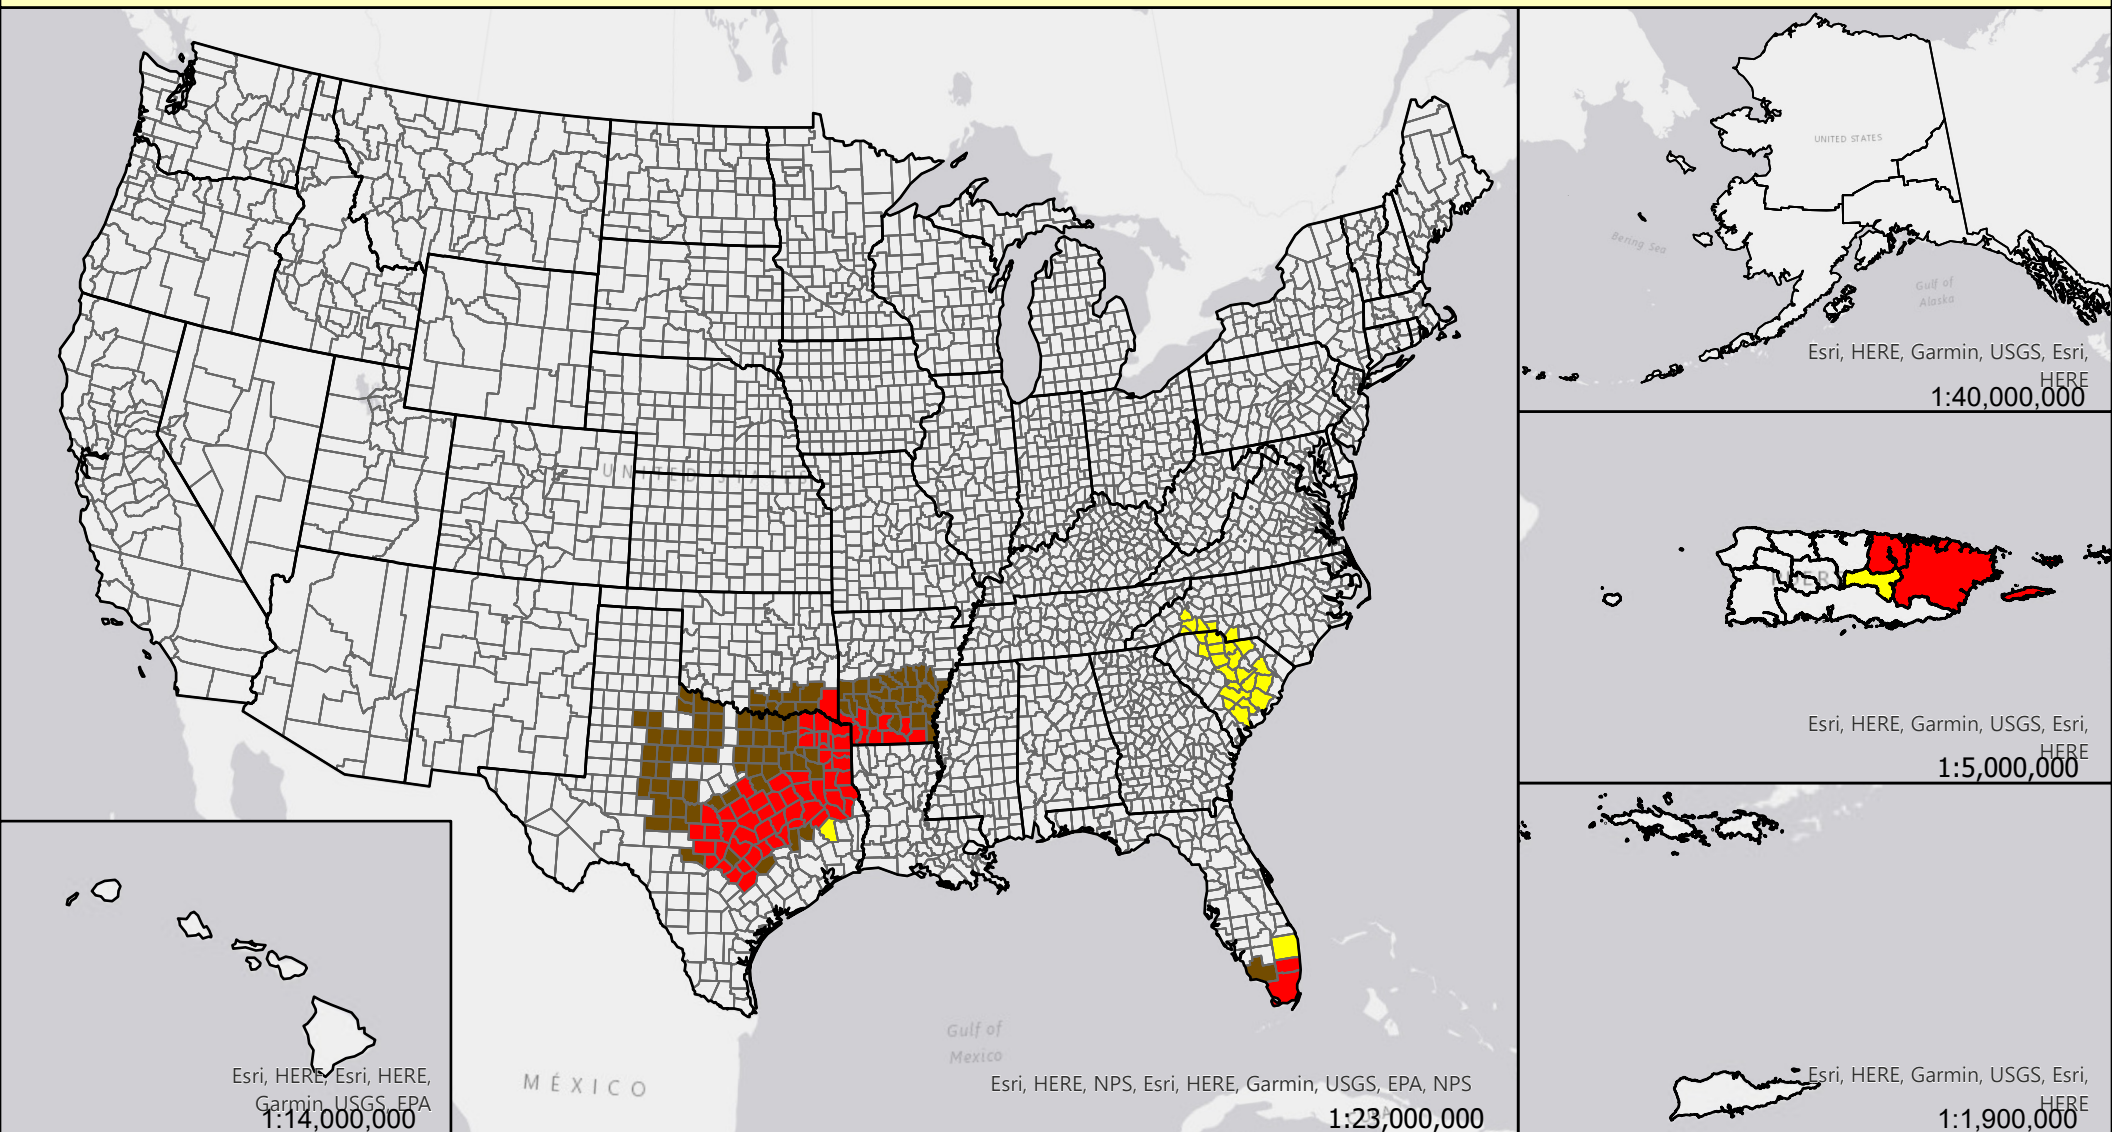 UNITED STATES
UNITED STATES
Bering Sea
Gulf of
Alaska
Esri, HERE, Garmin, USGS, Esri,
HERE
1:40,000,000
Esri, HERE, Garmin, USGS, Esri,
HERE
1:5,000,000
Gulf of
Mexico
MÉXICO
Esri, HERE, Esri, HERE,
Garmin, USGS, EPA
1:14,000,000
Esri, HERE, NPS, Esri, HERE, Garmin, USGS, EPA, NPS
1:23,000,000
Esri, HERE, Garmin, USGS, Esri,
HERE
1:1,900,000